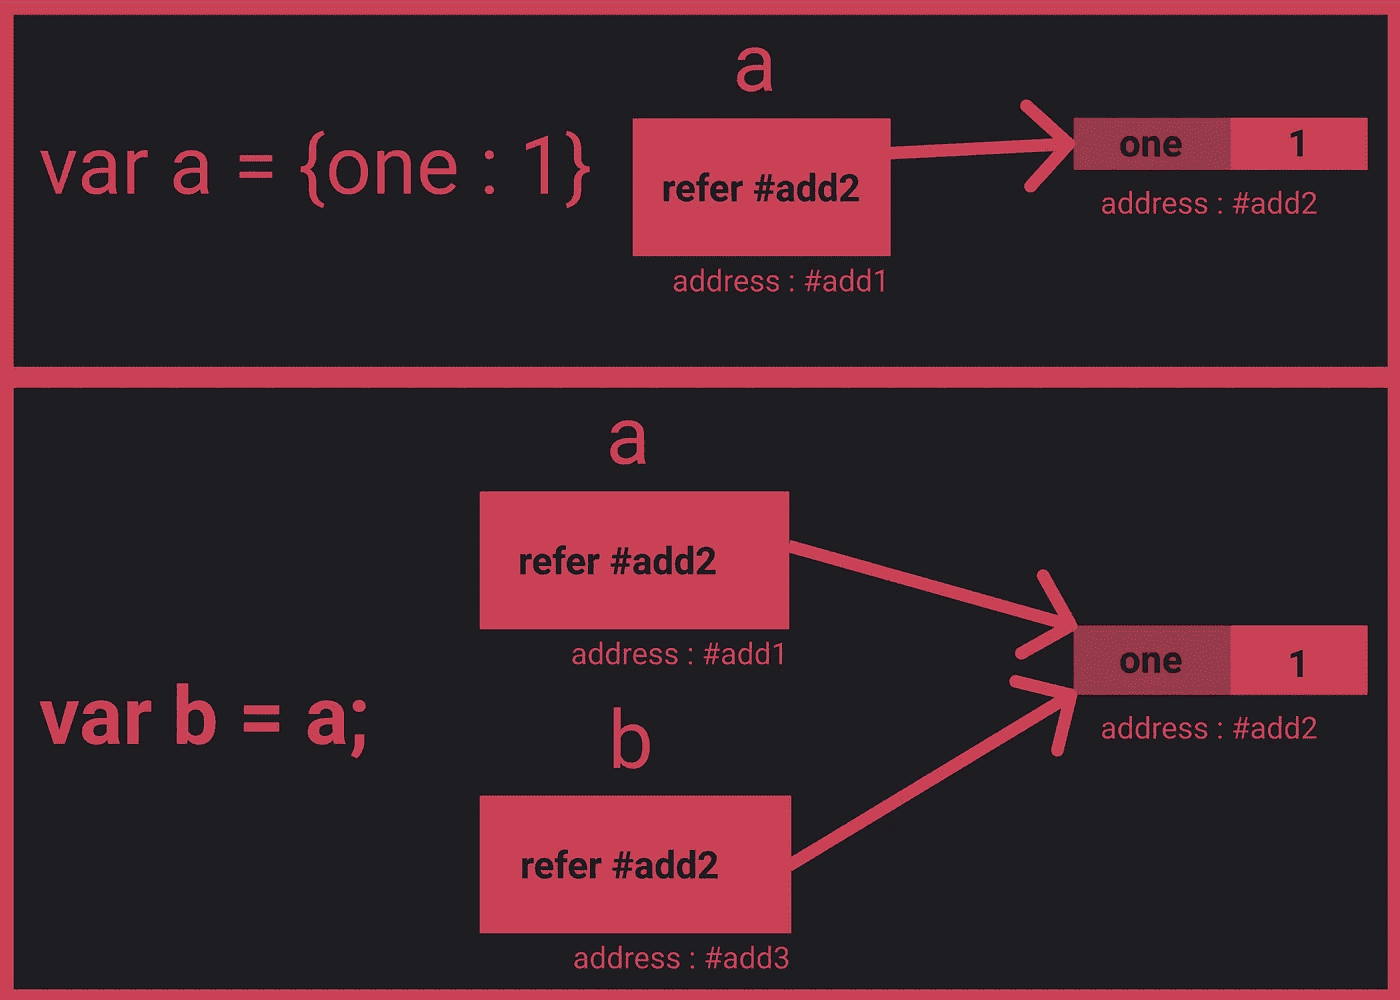 a
var a = {one : 1}
refer #add2
one 1
address : #add2
address : #add1
a
refer #add2
address : #add1
one 1
address : #add2
var b = a;
b
refer #add2
address : #add3